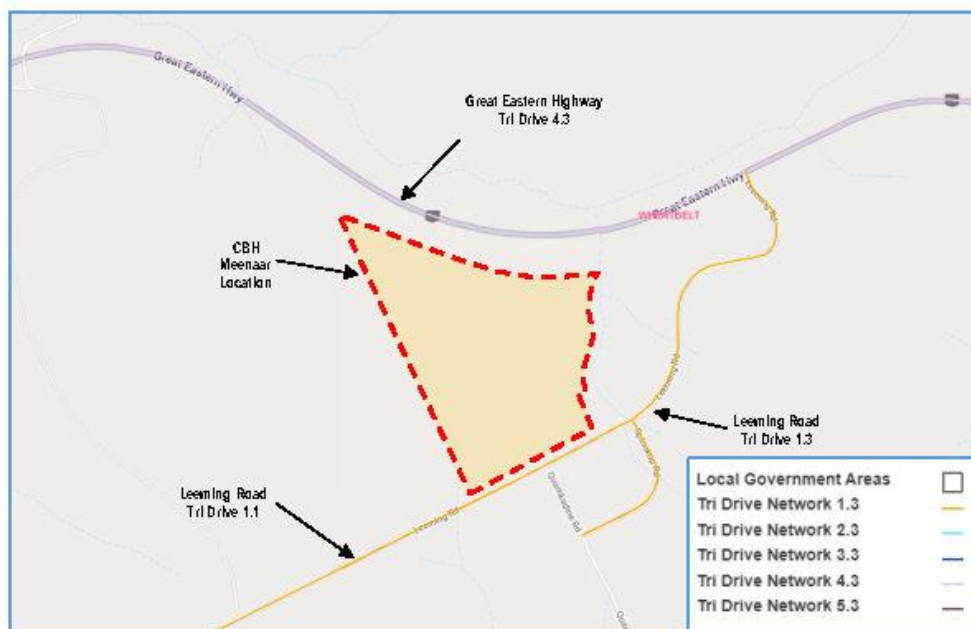 Great Eastern Hwy
Great Eastern Highway
Tri Drive 4.3
Great Eastern Hwy
WHEATBELT
Leeming Rd
CBH
Meenaar
Location
Leeming Rd
Leeming Road
Tri Drive 1.3
Leeming Road
Tri Drive 1.1
Leeming Rd
Local Government Areas
Tri Drive Network 1.3
Tri Drive Network 2.3
Tri Drive Network 3.3
Tri Drive Network 4.3
Tri Drive Network 5.3